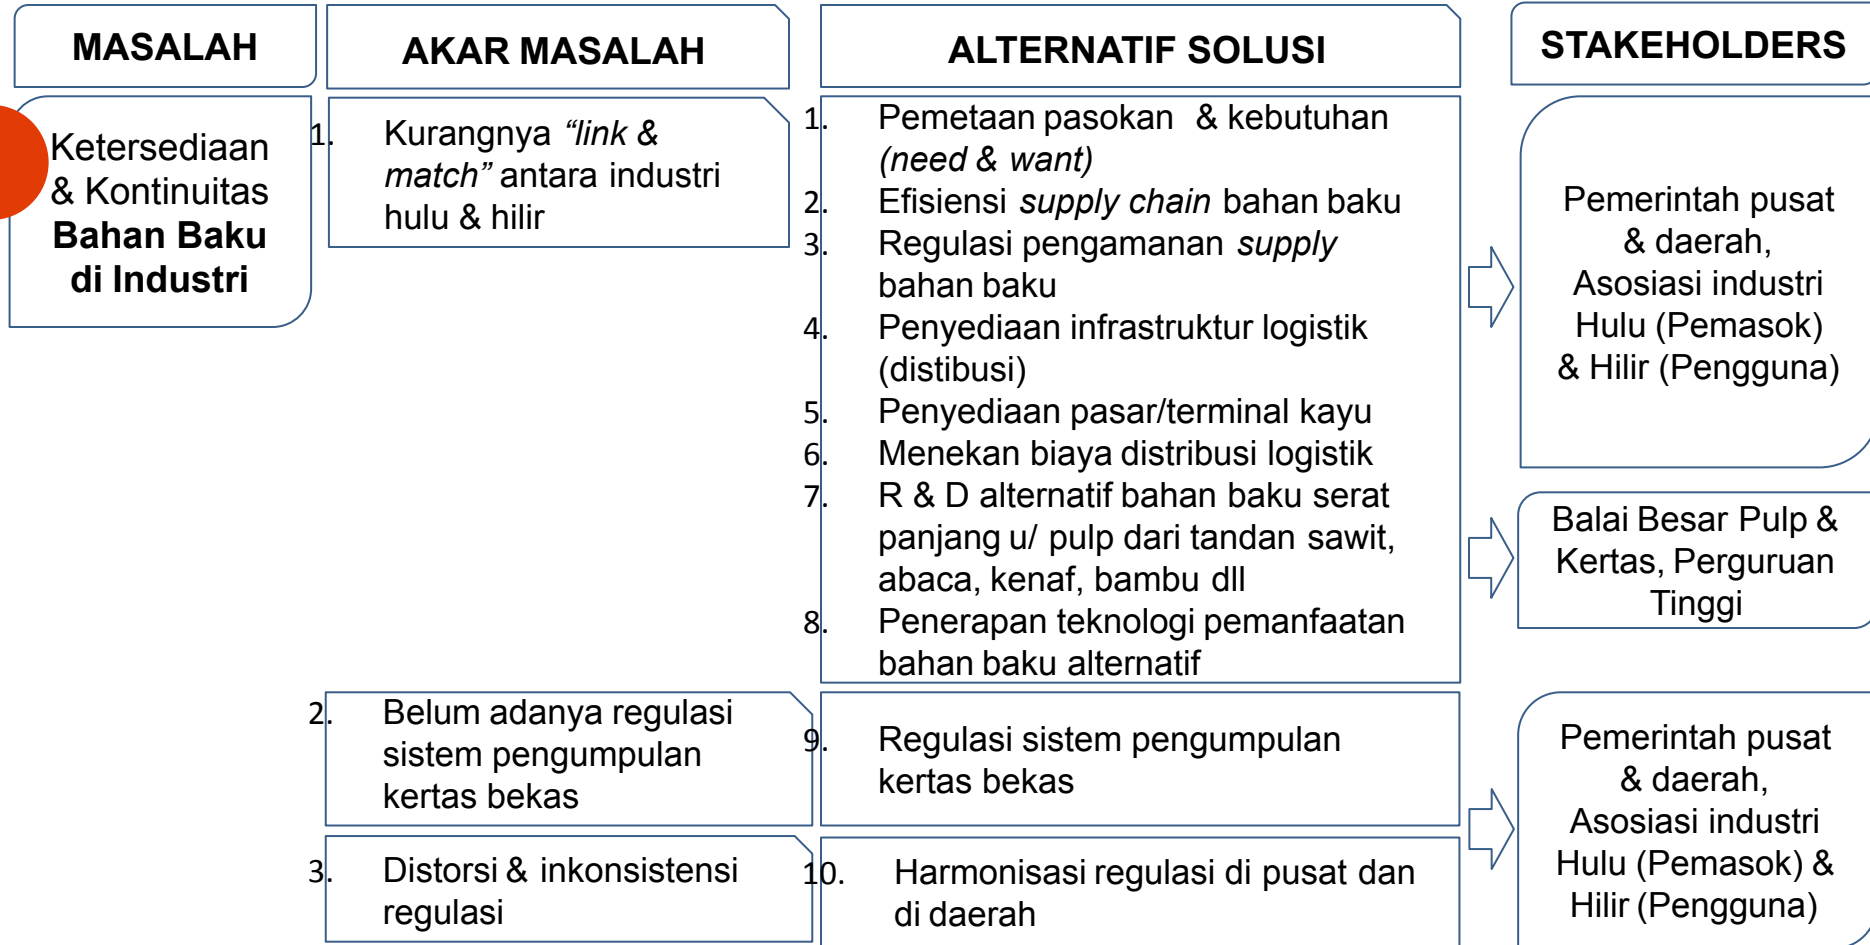 MASALAH
AKAR MASALAH
ALTERNATIF SOLUSI
STAKEHOLDERS
Ketersediaan
& Kontinuitas
Bahan Baku
di Industri
1. Kurangnya “link &
match” antara industri
hulu & hilir
1. Pemetaan pasokan & kebutuhan
(need & want)
2. Efisiensi supply chain bahan baku
3. Regulasi pengamanan supply
bahan baku
4. Penyediaan infrastruktur logistik
(distibusi)
5. Penyediaan pasar/terminal kayu
6. Menekan biaya distribusi logistik
7. R & D alternatif bahan baku serat
panjang u/ pulp dari tandan sawit,
abaca, kenaf, bambu dll
8. Penerapan teknologi pemanfaatan
bahan baku alternatif
Pemerintah pusat
& daerah,
Asosiasi industri
Hulu (Pemasok)
& Hilir (Pengguna)
Balai Besar Pulp &
Kertas, Perguruan
Tinggi
2. Belum adanya regulasi
sistem pengumpulan
kertas bekas
9. Regulasi sistem pengumpulan
kertas bekas
3. Distorsi & inkonsistensi
regulasi
10. Harmonisasi regulasi di pusat dan
di daerah
Pemerintah pusat
& daerah,
Asosiasi industri
Hulu (Pemasok) &
Hilir (Pengguna)